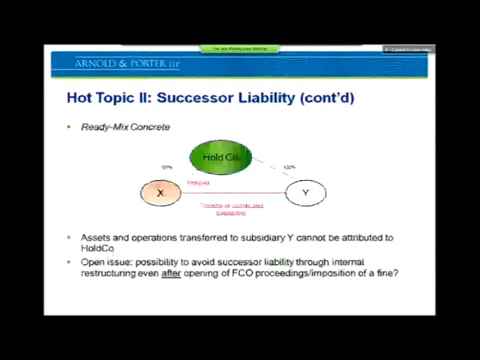 ARNOLD & PORTER LLP
Hot Topic II: Successor Liability (cont'd)
Ready-Mix Concrete
Hold Co
100%
100%
X
Y
Assets and operations transferred to subsidiary Y cannot be attributed to
HoldCo
Open issue: possibility to avoid successor liability through internal
restructuring even after opening of FCO proceedings/imposition of a fine?